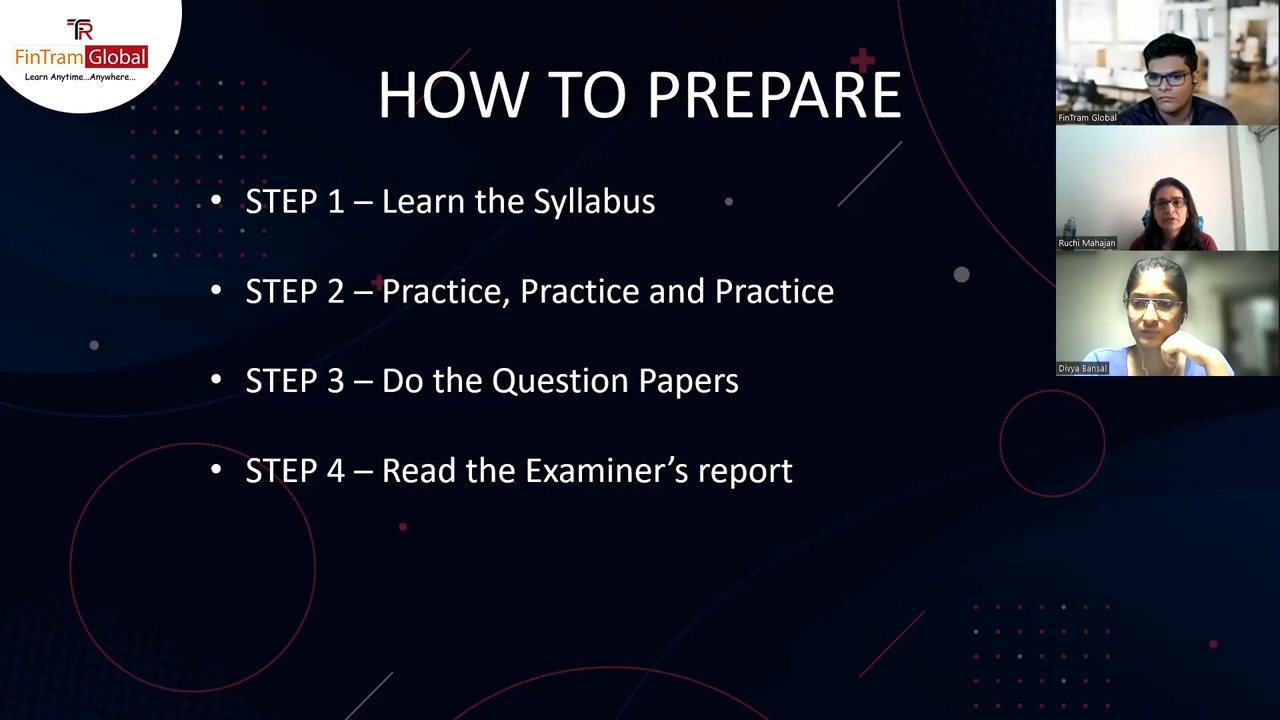 TR
FinTram Global
Learn Anytime...Anywhere...
HOW TO PREPARE
• STEP 1 – Learn the Syllabus
• STEP 2 – Practice, Practice and Practice
• STEP 3 – Do the Question Papers
• STEP 4 – Read the Examiner’s report
FinTram Global
Ruchi Mahajan
Divya Bansal